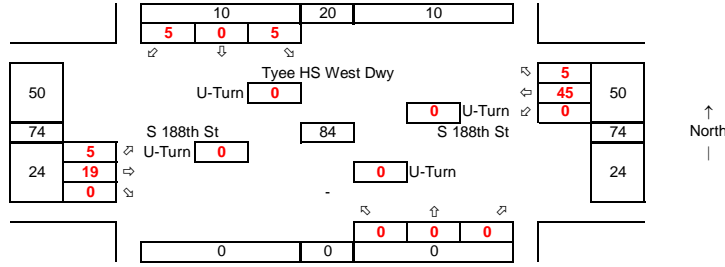 10 20 10
5 0 5
⬃ ⇩ ⬂
Tyee HS West Dwy ⬁ 5
50 U-Turn 0 ⇦ 45 50
0 U-Turn ⬃ 0 ↑
74 S 188th St 84 S 188th St 74 North
5 ⬀ U-Turn 0 |
24 19 ⇨ 0 U-Turn 24
0 ⬂ -
⬁ ⇧ ⬀
0 0 0
0 0 0